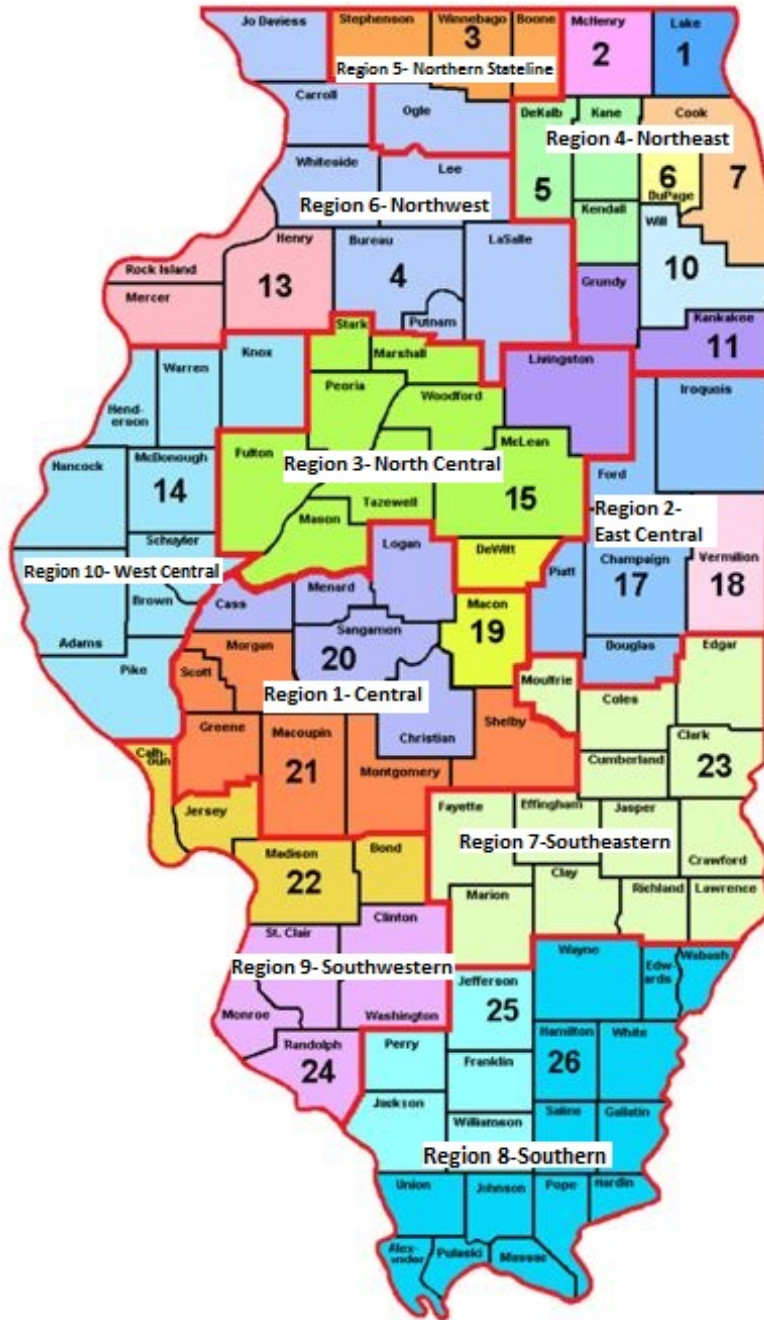 Jo Daviess
Stephenson
Winnebago
Boone
McHenry
Lake
3
2
1
Region 5- Northern Stateline
Carroll
Ogle
DeKalb
Kane
Cook
Region 4- Northeast
Whiteside
Lee
5
6
7
DuPage
Region 6- Northwest
Kendall
Will
Henry
Bureau
LaSalle
Rock Island
13
4
10
Mercer
Grundy
Putnam
Kankakee
11
Stark
Marshall
Knox
Warren
Livingston
Peoria
Woodford
Iroquois
Hend-
erson
McLean
Hancock
McDonough
Fulton
Region 3- North Central
Ford
14
Tazewell
15
Mason
Region 2-
East Central
Schuyler
Logan
DeWitt
Champaign
Vermilion
Region 10- West Central
Piatt
17
18
Menard
Brown
Cass
Macon
Sangamon
19
Adams
Morgan
20
Douglas
Edgar
Pike
Scott
Moultrie
Region 1- Central
Coles
Greene
Macoupin
Shelby
Christian
Clark
Calh-
oun
21
Cumberland
23
Montgomery
Jersey
Fayette
Effingham
Jasper
Region 7-Southeastern
Madison
Bond
Crawford
22
Clay
Marion
Richland
Lawrence
Clinton
St. Clair
Wayne
Wabash
Region 9- Southwestern
Edw-
ards
Jefferson
25
Monroe
Washington
Randolph
Perry
Hamilton
White
24
Franklin
26
Jackson
Saline
Gallatin
Williamson
Region 8-Southern
Union
Johnson
Pope
Hardin
Alex-
ander
Pulaski
Massac